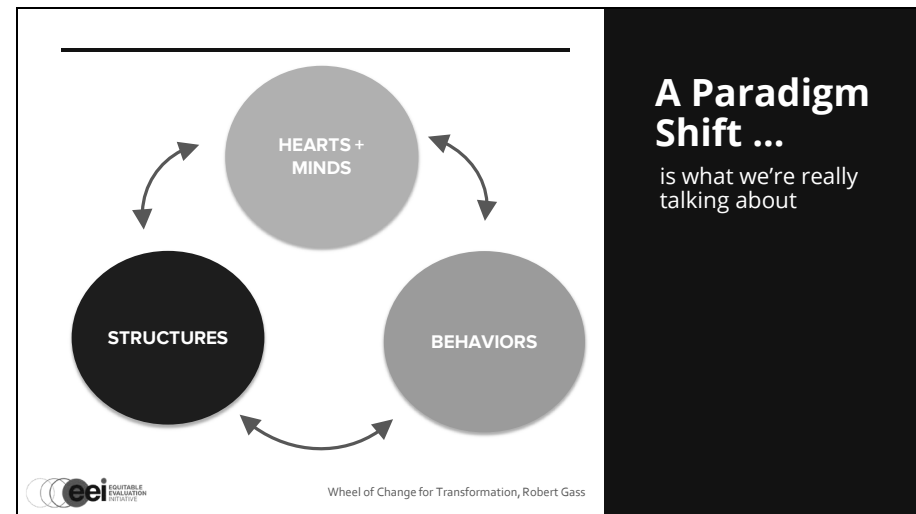 A Paradigm
Shift ...
is what we’re really
talking about
HEARTS +
MINDS
STRUCTURES
BEHAVIORS
eei EQUITABLE
EVALUATION
INITIATIVE
Wheel of Change for Transformation, Robert Gass